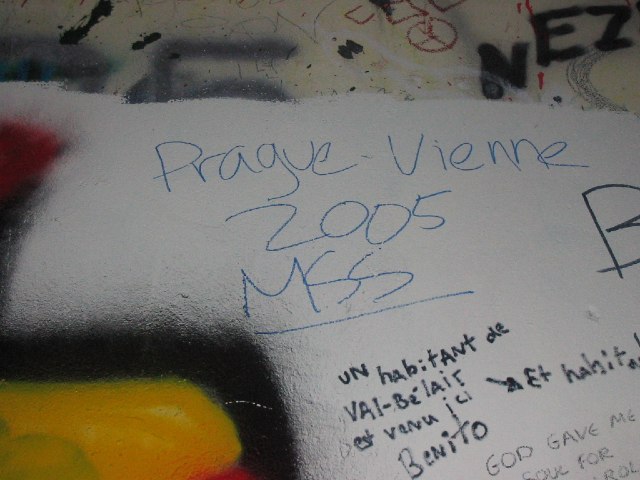 NEZ
Prague-Vienne
2005
MSS
B
UN habitANT de
VAl-BÉlAIR
est venu ici
BENITO
Et habit
GOD GAVE ME
SOUL FOR